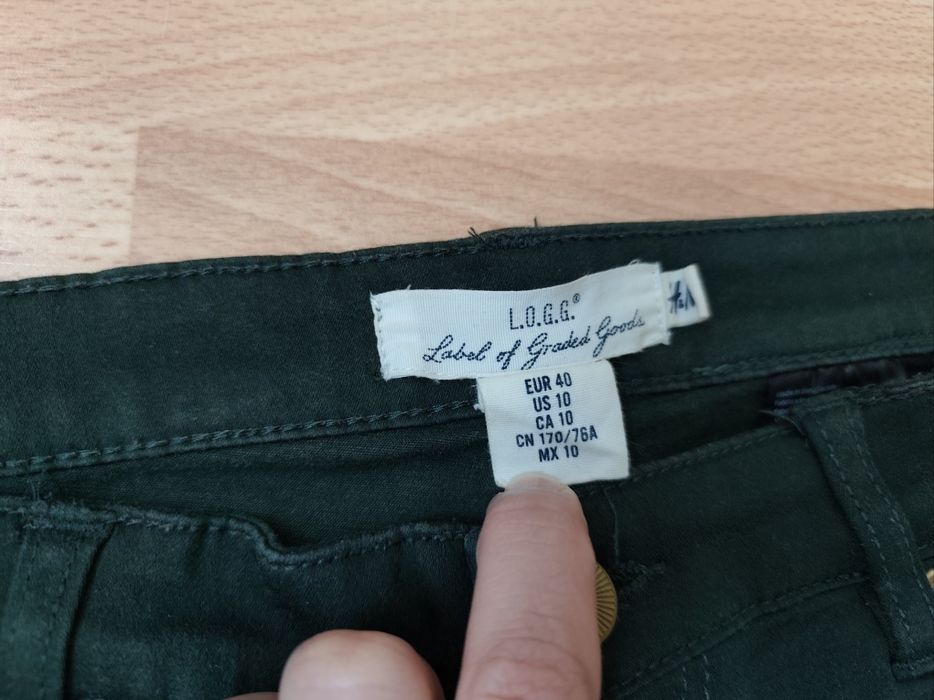 L.O.G.G.®
Label of Graded Goods
EUR 40
US 10
CA 10
CN 170/76A
MX 10